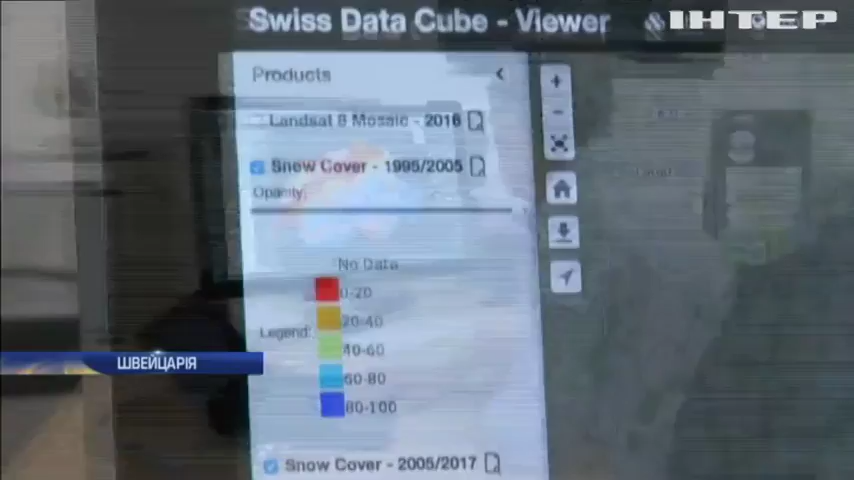 Swiss Data Cube - Viewer
ІНТЕР
Products
Landsat 8 Mosaic - 2016
Snow Cover - 1995/2005
Opacity:
No Data
0-20
20-40
Legend:
40-60
60-80
80-100
ШВЕЙЦАРІЯ
Snow Cover - 2005/2017